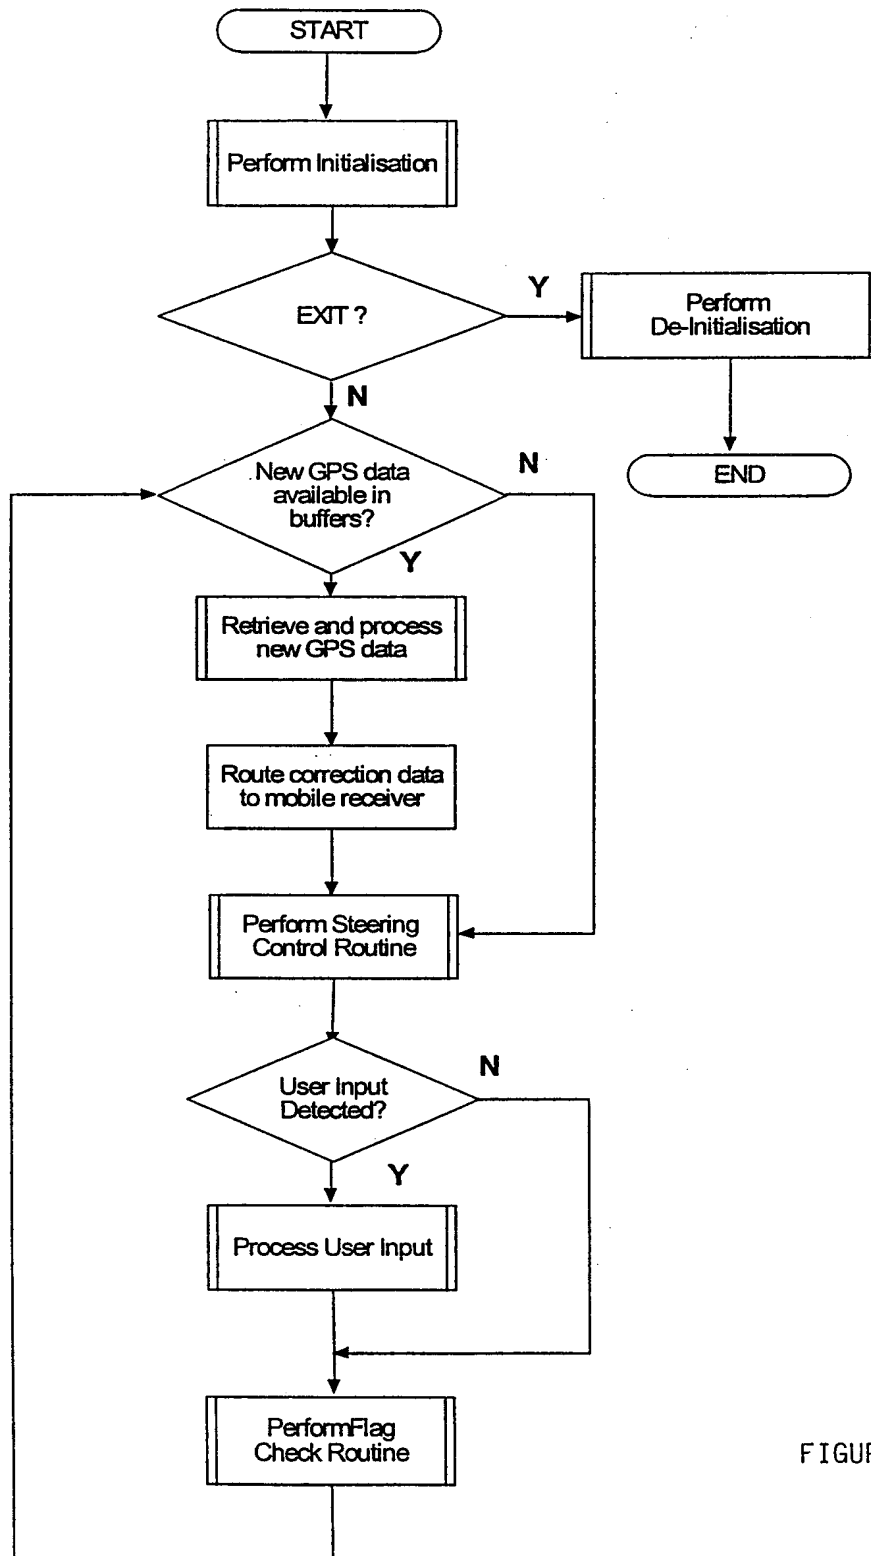 START
Perform Initialisation
EXIT ?
Y
Perform
De-Initialisation
N
END
New GPS data
available in
buffers?
N
Y
Retrieve and process
new GPS data
Route correction data
to mobile receiver
Perform Steering
Control Routine
User Input
Detected?
N
Y
Process User Input
PerformFlag
Check Routine
FIGUR